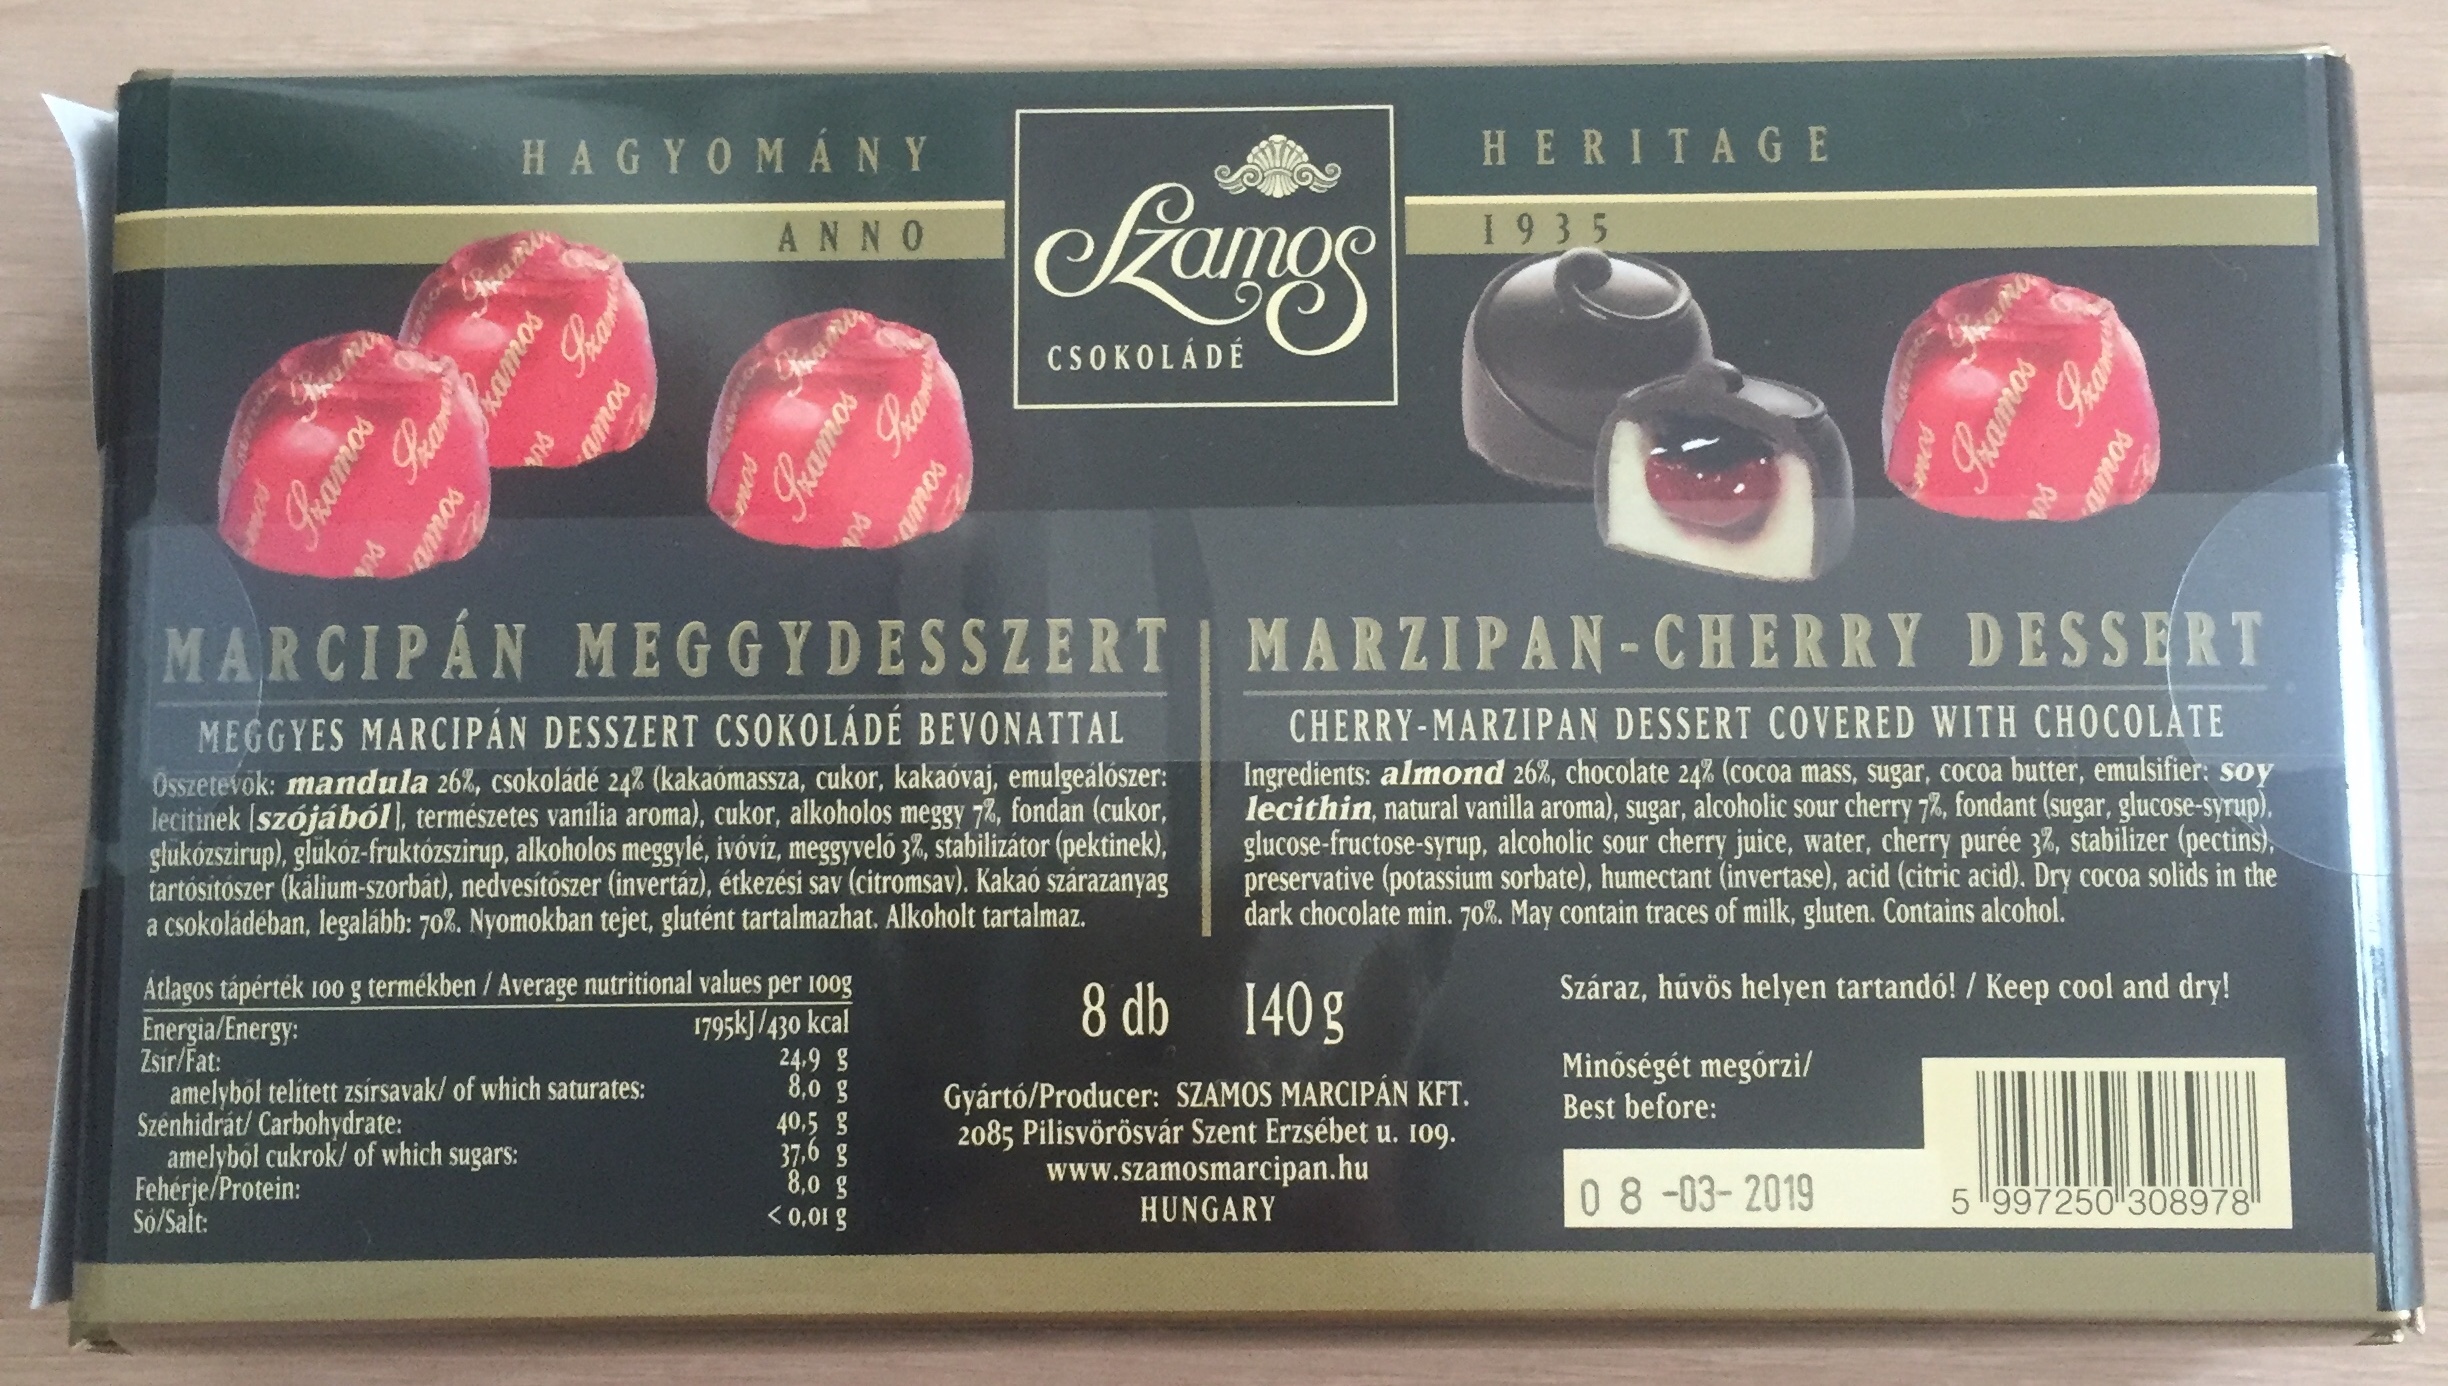 HAGYOMÁNY
HERITAGE
ANNO
1935
Szamos
CSOKOLÁDÉ
MARCIPÁN MEGGYDESSZERT
MEGGYES MARCIPÁN DESSZERT CSOKOLÁDÉ BEVONATTAL
Összetevők: mandula 26%, csokoládé 24% (kakaómassza, cukor, kakaóvaj, emulgeálószer:
lecitinek [szójából], természetes vanília aroma), cukor, alkoholos meggy 7%, fondan (cukor,
glükózszirup), glükóz-fruktózszirup, alkoholos meggylé, ivóvíz, meggyvelő 3%, stabilizátor (pektinek),
tartósítószer (kálium-szorbát), nedvesítőszer (invertáz), étkezési sav (citromsav). Kakaó szárazanyag
a csokoládéban, legalább: 70%. Nyomokban tejet, glutént tartalmazhat. Alkoholt tartalmaz.
MARZIPAN-CHERRY DESSERT
CHERRY-MARZIPAN DESSERT COVERED WITH CHOCOLATE
Ingredients: almond 26%, chocolate 24% (cocoa mass, sugar, cocoa butter, emulsifier: soy
lecithin, natural vanilla aroma), sugar, alcoholic sour cherry 7%, fondant (sugar, glucose-syrup),
glucose-fructose-syrup, alcoholic sour cherry juice, water, cherry purée 3%, stabilizer (pectins),
preservative (potassium sorbate), humectant (invertase), acid (citric acid). Dry cocoa solids in the
dark chocolate min. 70%. May contain traces of milk, gluten. Contains alcohol.
Átlagos tápérték 100 g termékben / Average nutritional values per 100g
Energia/Energy: 1795kJ/430 kcal
Zsír/Fat: 24,9 g
amelyből telített zsírsavak/ of which saturates: 8,0 g
Szénhidrát/ Carbohydrate: 40,5 g
amelyből cukrok/ of which sugars: 37,6 g
Fehérje/Protein: 8,0 g
Só/Salt: < 0,01 g
8 db 140 g
Gyártó/Producer: SZAMOS MARCIPÁN KFT.
2085 Pilisvörösvár Szent Erzsébet u. 109.
www.szamosmarcipan.hu
HUNGARY
Száraz, hűvös helyen tartandó! / Keep cool and dry!
Minőségét megőrzi/
Best before:
08-03-2019
5 997250 308978